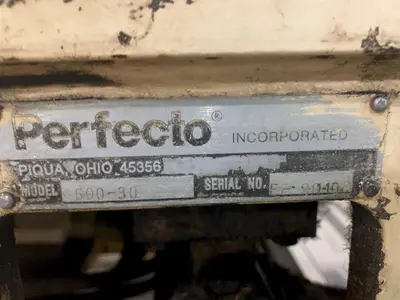 Perfecto® INCORPORATED
PIQUA, OHIO 45356
MODEL 600-30 SERIAL NO.